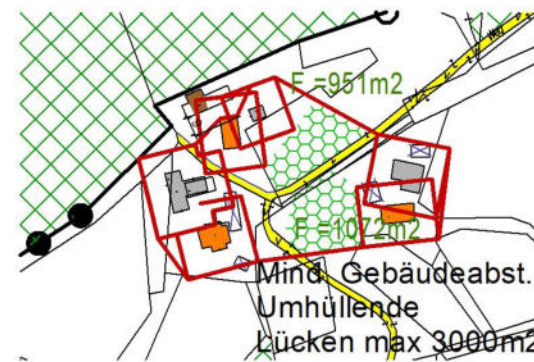 F =951m2
F =1072m2
Mind. Gebäudeabst.
Umhüllende
Lücken max 3000m2